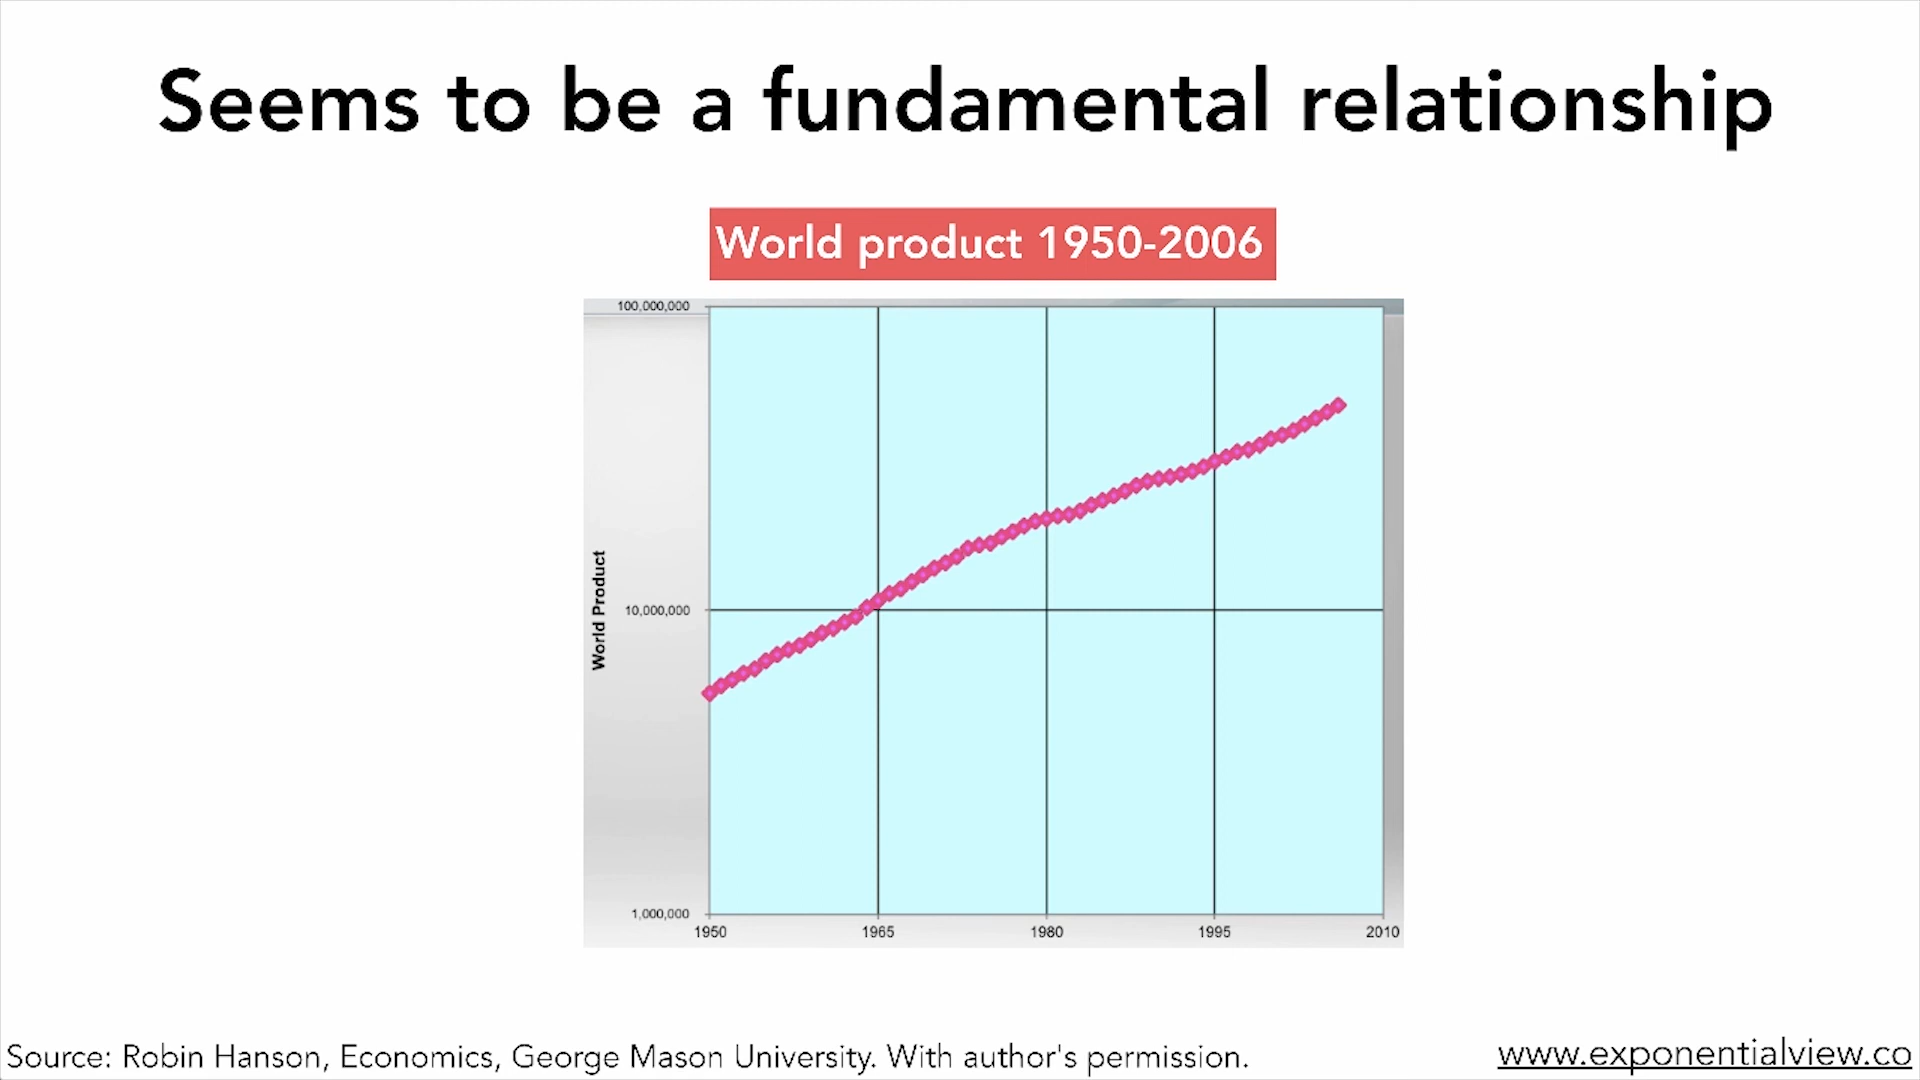 Seems to be a fundamental relationship
World product 1950-2006
100,000,000
World Product
10,000,000
1,000,000
1950 1965 1980 1995 2010
Source: Robin Hanson, Economics, George Mason University. With author's permission.
www.exponentialview.co